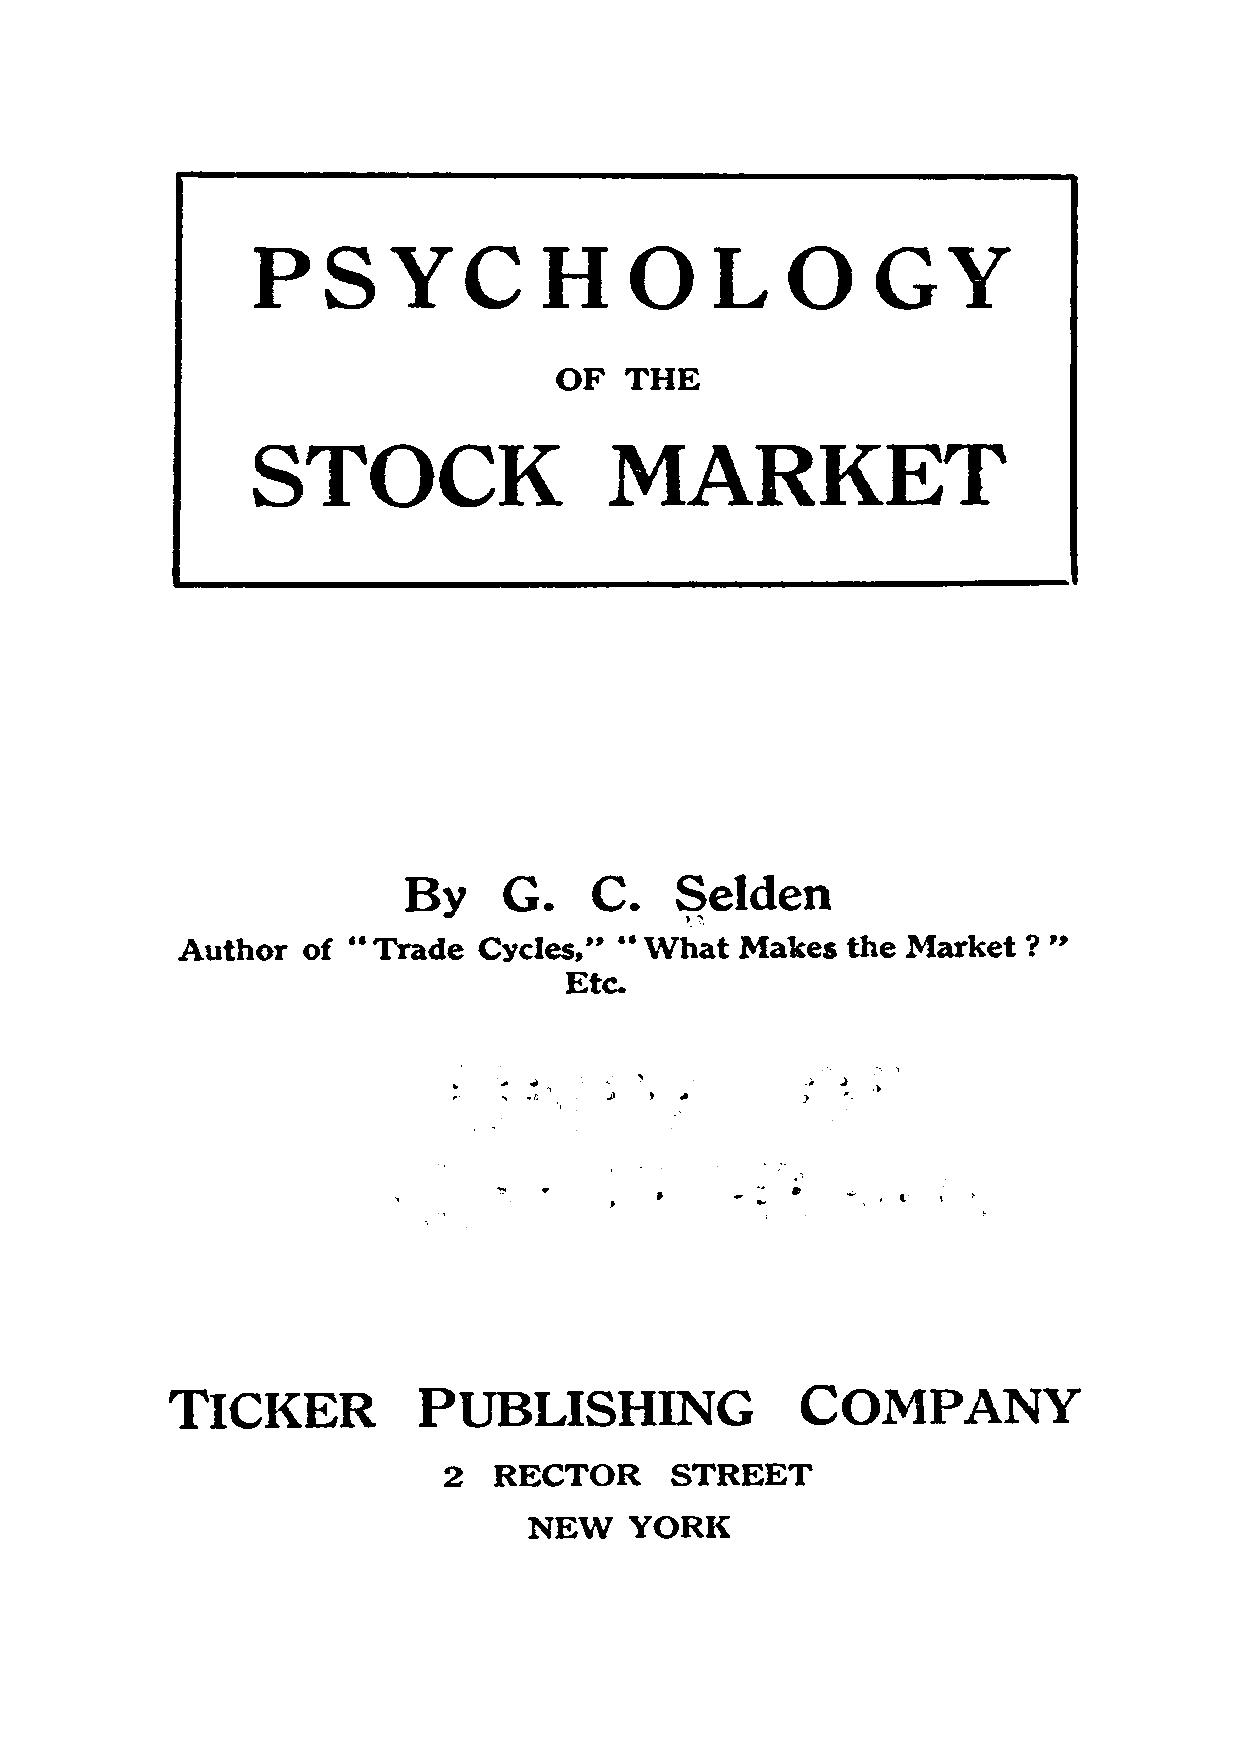 PSYCHOLOGY
OF THE
STOCK MARKET
By G. C. Selden
Author of "Trade Cycles," "What Makes the Market?"
Etc.
TICKER PUBLISHING COMPANY
2 RECTOR STREET
NEW YORK